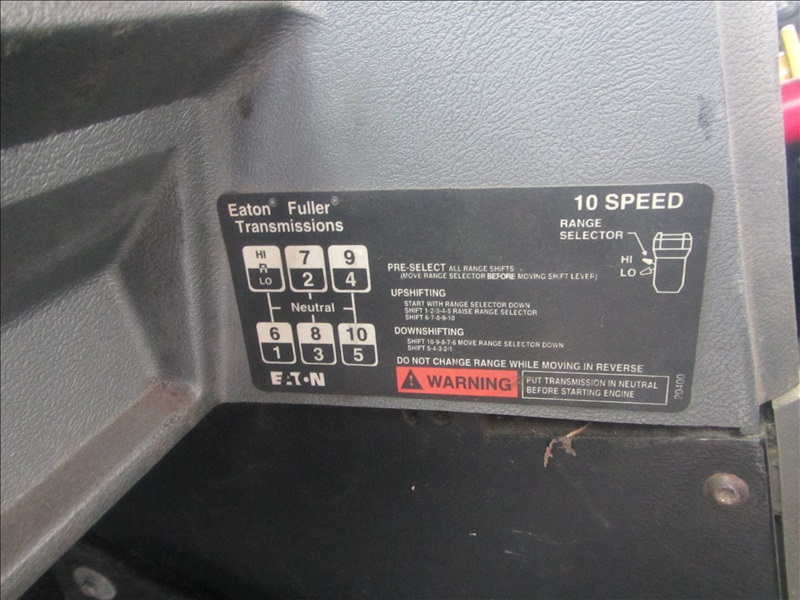 Eaton® Fuller®
Transmissions
10 SPEED
RANGE
SELECTOR
HI
LO
HI
R
LO
7
2
9
4
Neutral
6
1
8
3
10
5
EATON
PRE-SELECT ALL RANGE SHIFTS
(MOVE RANGE SELECTOR BEFORE MOVING SHIFT LEVER)
UPSHIFTING
START WITH RANGE SELECTOR DOWN
SHIFT 1-2-3-4-5 RAISE RANGE SELECTOR
SHIFT 6-7-8-9-10
DOWNSHIFTING
SHIFT 10-9-8-7-6 MOVE RANGE SELECTOR DOWN
SHIFT 5-4-3-2-1
DO NOT CHANGE RANGE WHILE MOVING IN REVERSE
WARNING
PUT TRANSMISSION IN NEUTRAL
BEFORE STARTING ENGINE
20400